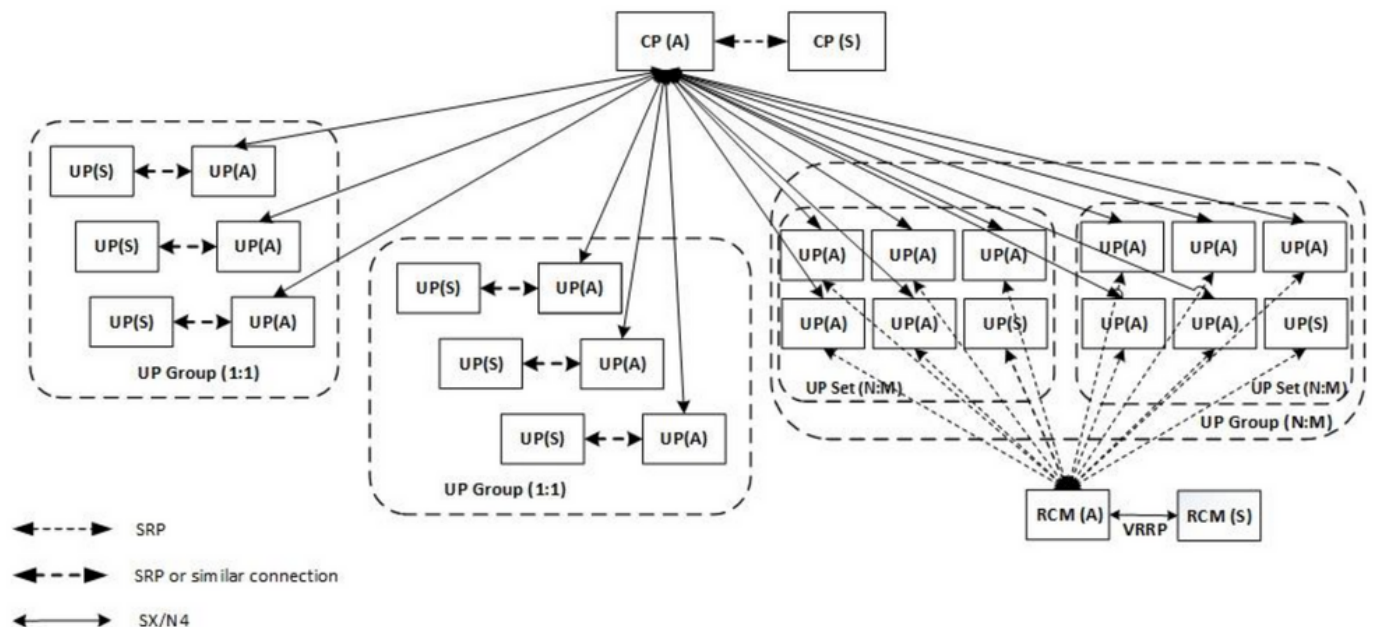 CP (A)
CP (S)
UP(S)
UP(A)
UP(S)
UP(A)
UP(S)
UP(A)
UP Group (1:1)
UP(S)
UP(A)
UP(S)
UP(A)
UP(S)
UP(A)
UP Group (1:1)
UP(A)
UP(A)
UP(A)
UP(A)
UP(A)
UP(S)
UP Set (N:M)
UP(A)
UP(A)
UP(A)
UP(A)
UP(A)
UP(S)
UP Set (N:M)
UP Group (N:M)
RCM (A)
VRRP
RCM (S)
SRP
SRP or similar connection
SX/N4